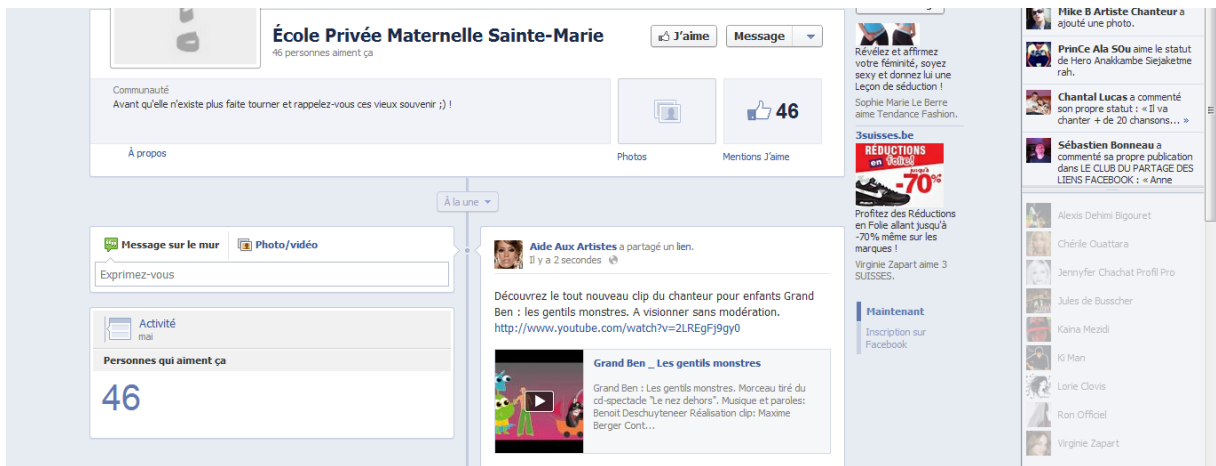 École Privée Maternelle Sainte-Marie
46 personnes aiment ça
J'aime
Message
Communauté
Avant qu'elle n'existe plus faite tourner et rappelez-vous ces vieux souvenir ;) !
46
À propos
Photos
Mentions J'aime
À la une
Message sur le mur
Photo/vidéo
Exprimez-vous
Activité
mai
Personnes qui aiment ça
46
Aide Aux Artistes a partagé un lien.
Il y a 2 secondes
Découvrez le tout nouveau clip du chanteur pour enfants Grand
Ben : les gentils monstres. A visionner sans modération.
http://www.youtube.com/watch?v=2LREgFj9gy0
Grand Ben _ Les gentils monstres
Grand Ben : Les gentils monstres. Morceau tiré du
cd-spectacle "Le nez dehors". Musique et paroles:
Benoit Deschuyteneer Réalisation clip: Maxime
Berger Cont...
Révélez et affirmez
votre féminité, soyez
sexy et donnez lui une
Leçon de séduction !
Sophie Marie Le Berre
aime Tendance Fashion.
3suisses.be
RÉDUCTIONS
en folie!
jusqu'à
-70%
Profitez des Réductions
en Folie allant jusqu'à
-70% même sur les
marques !
Virginie Zapart aime 3
SUISSES.
Maintenant
Inscription sur
Facebook
Mike B Artiste Chanteur a
ajouté une photo.
PrinCe Ala SOu aime le statut
de Hero Anakkambe Siejaketme
rah.
Chantal Lucas a commenté
son propre statut : « Il va
chanter + de 20 chansons... »
Sébastien Bonneau a
commenté sa propre publication
dans LE CLUB DU PARTAGE DES
LIENS FACEBOOK : « Anne
Alexis Dehimi Bigouret
Chérile Ouattara
Jennyfer Chachat Profil Pro
Jules de Busscher
Kaina Mezidi
Ki Man
Lorie Clovis
Ron Officiel
Virginie Zapart